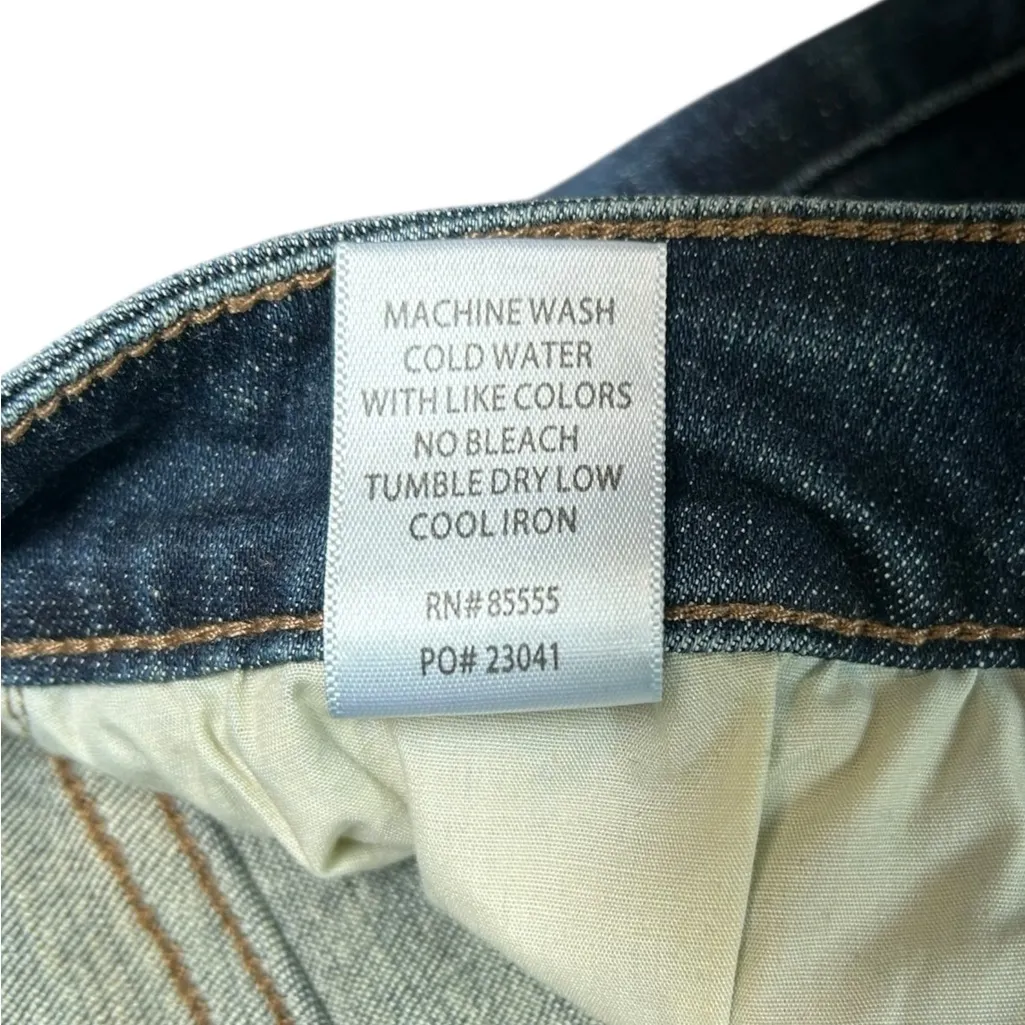 MACHINE WASH
COLD WATER
WITH LIKE COLORS
NO BLEACH
TUMBLE DRY LOW
COOL IRON
RN# 85555
PO# 23041